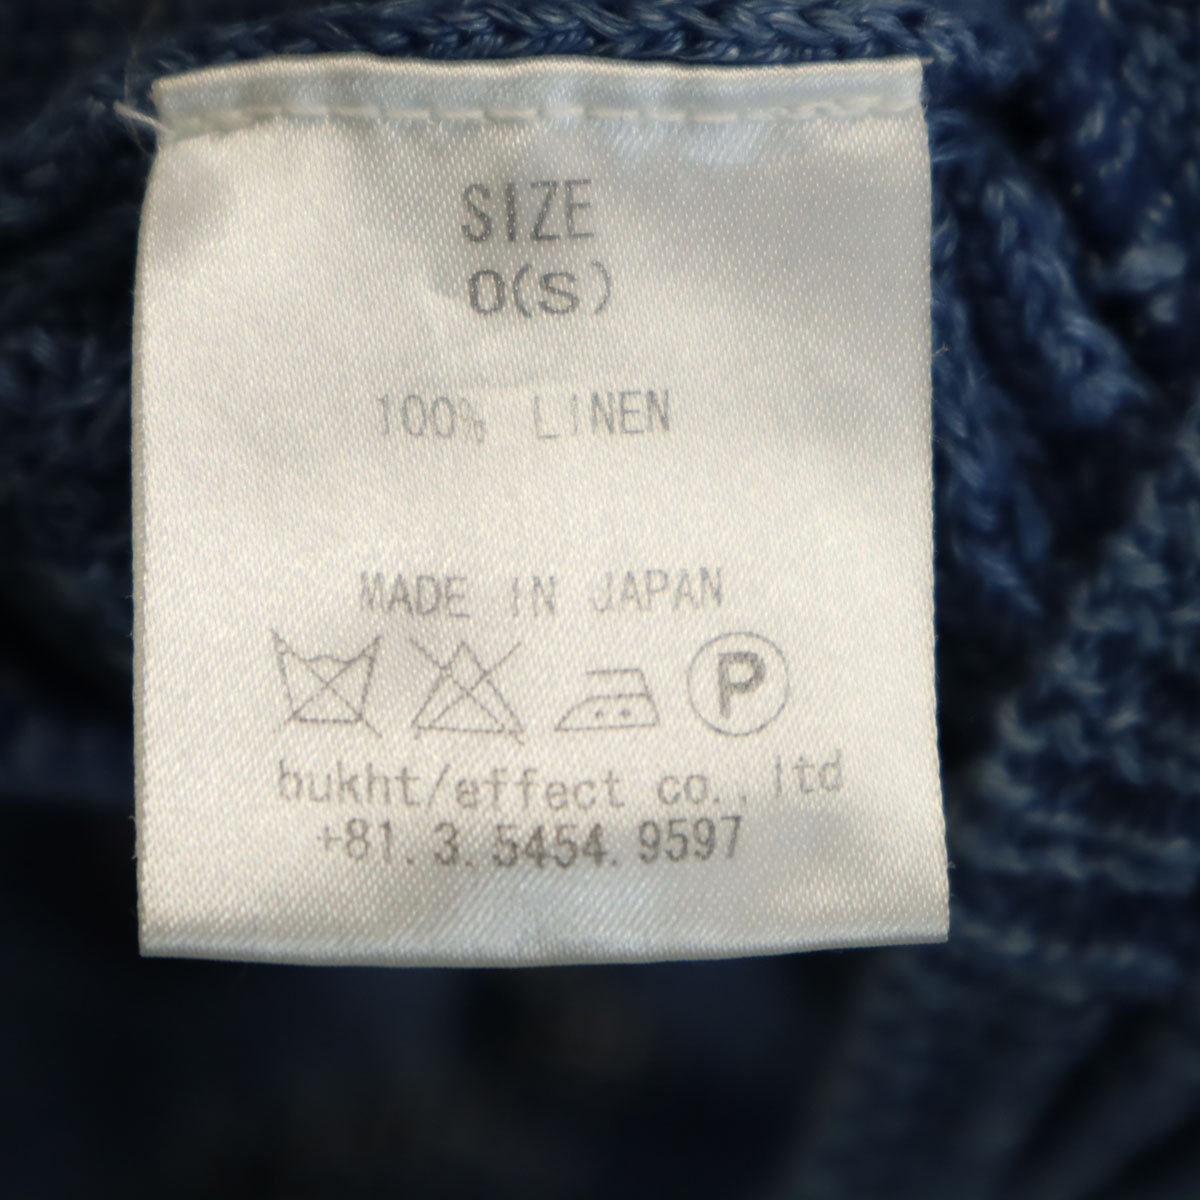 SIZE
0(S)
100% LINEN
MADE IN JAPAN
P
bukht/effect co., ltd
+81. 3. 5454. 9597